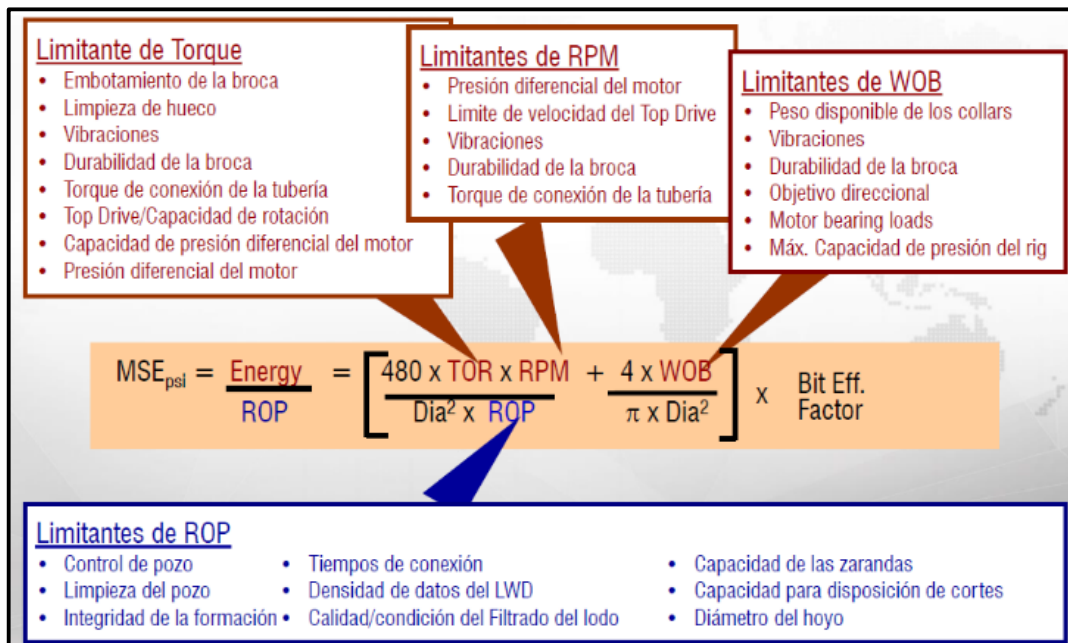 Limitante de Torque
• Embotamiento de la broca
• Limpieza de hueco
• Vibraciones
• Durabilidad de la broca
• Torque de conexión de la tubería
• Top Drive/Capacidad de rotación
• Capacidad de presión diferencial del motor
• Presión diferencial del motor
Limitantes de RPM
• Presión diferencial del motor
• Limite de velocidad del Top Drive
• Vibraciones
• Durabilidad de la broca
• Torque de conexión de la tubería
Limitantes de WOB
• Peso disponible de los collars
• Vibraciones
• Durabilidad de la broca
• Objetivo direccional
• Motor bearing loads
• Máx. Capacidad de presión del rig
MSEpsi = Energy / ROP = [ 480 x TOR x RPM / Dia² x ROP + 4 x WOB / π x Dia² ] x Bit Eff. Factor
Limitantes de ROP
• Control de pozo
• Limpieza del pozo
• Integridad de la formación
• Tiempos de conexión
• Densidad de datos del LWD
• Calidad/condición del Filtrado del lodo
• Capacidad de las zarandas
• Capacidad para disposición de cortes
• Diámetro del hoyo